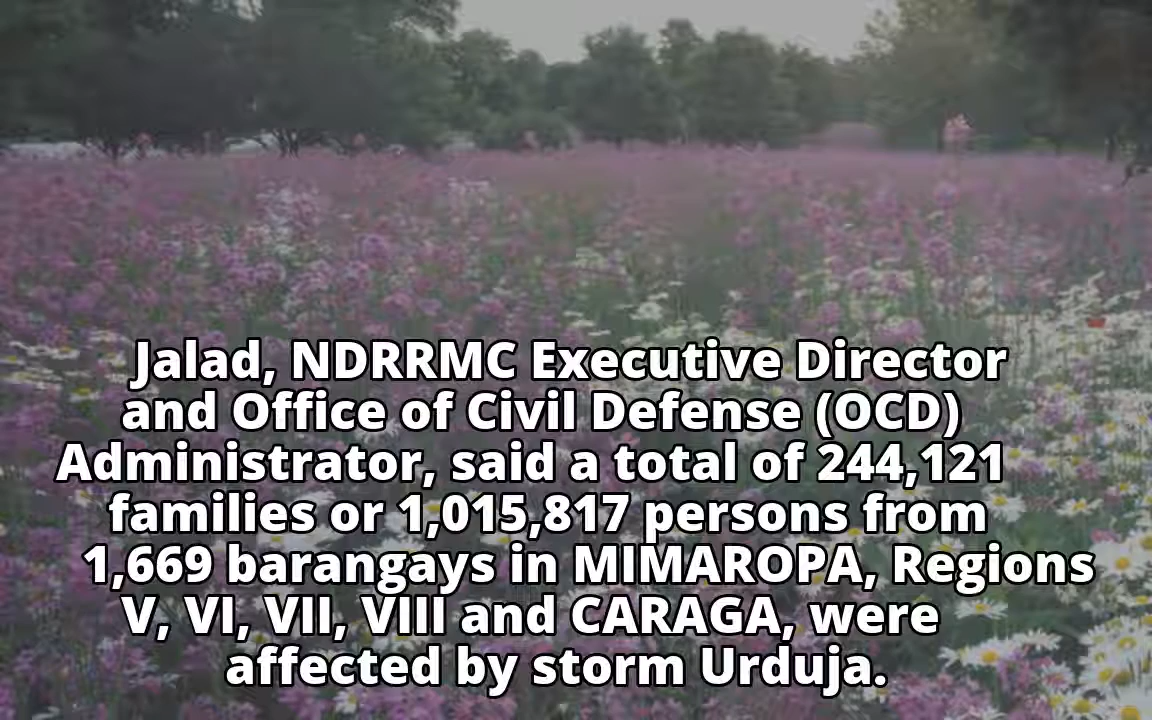 Jalad, NDRRMC Executive Director
and Office of Civil Defense (OCD)
Administrator, said a total of 244,121
families or 1,015,817 persons from
1,669 barangays in MIMAROPA, Regions
V, VI, VII, VIII and CARAGA, were
affected by storm Urduja.